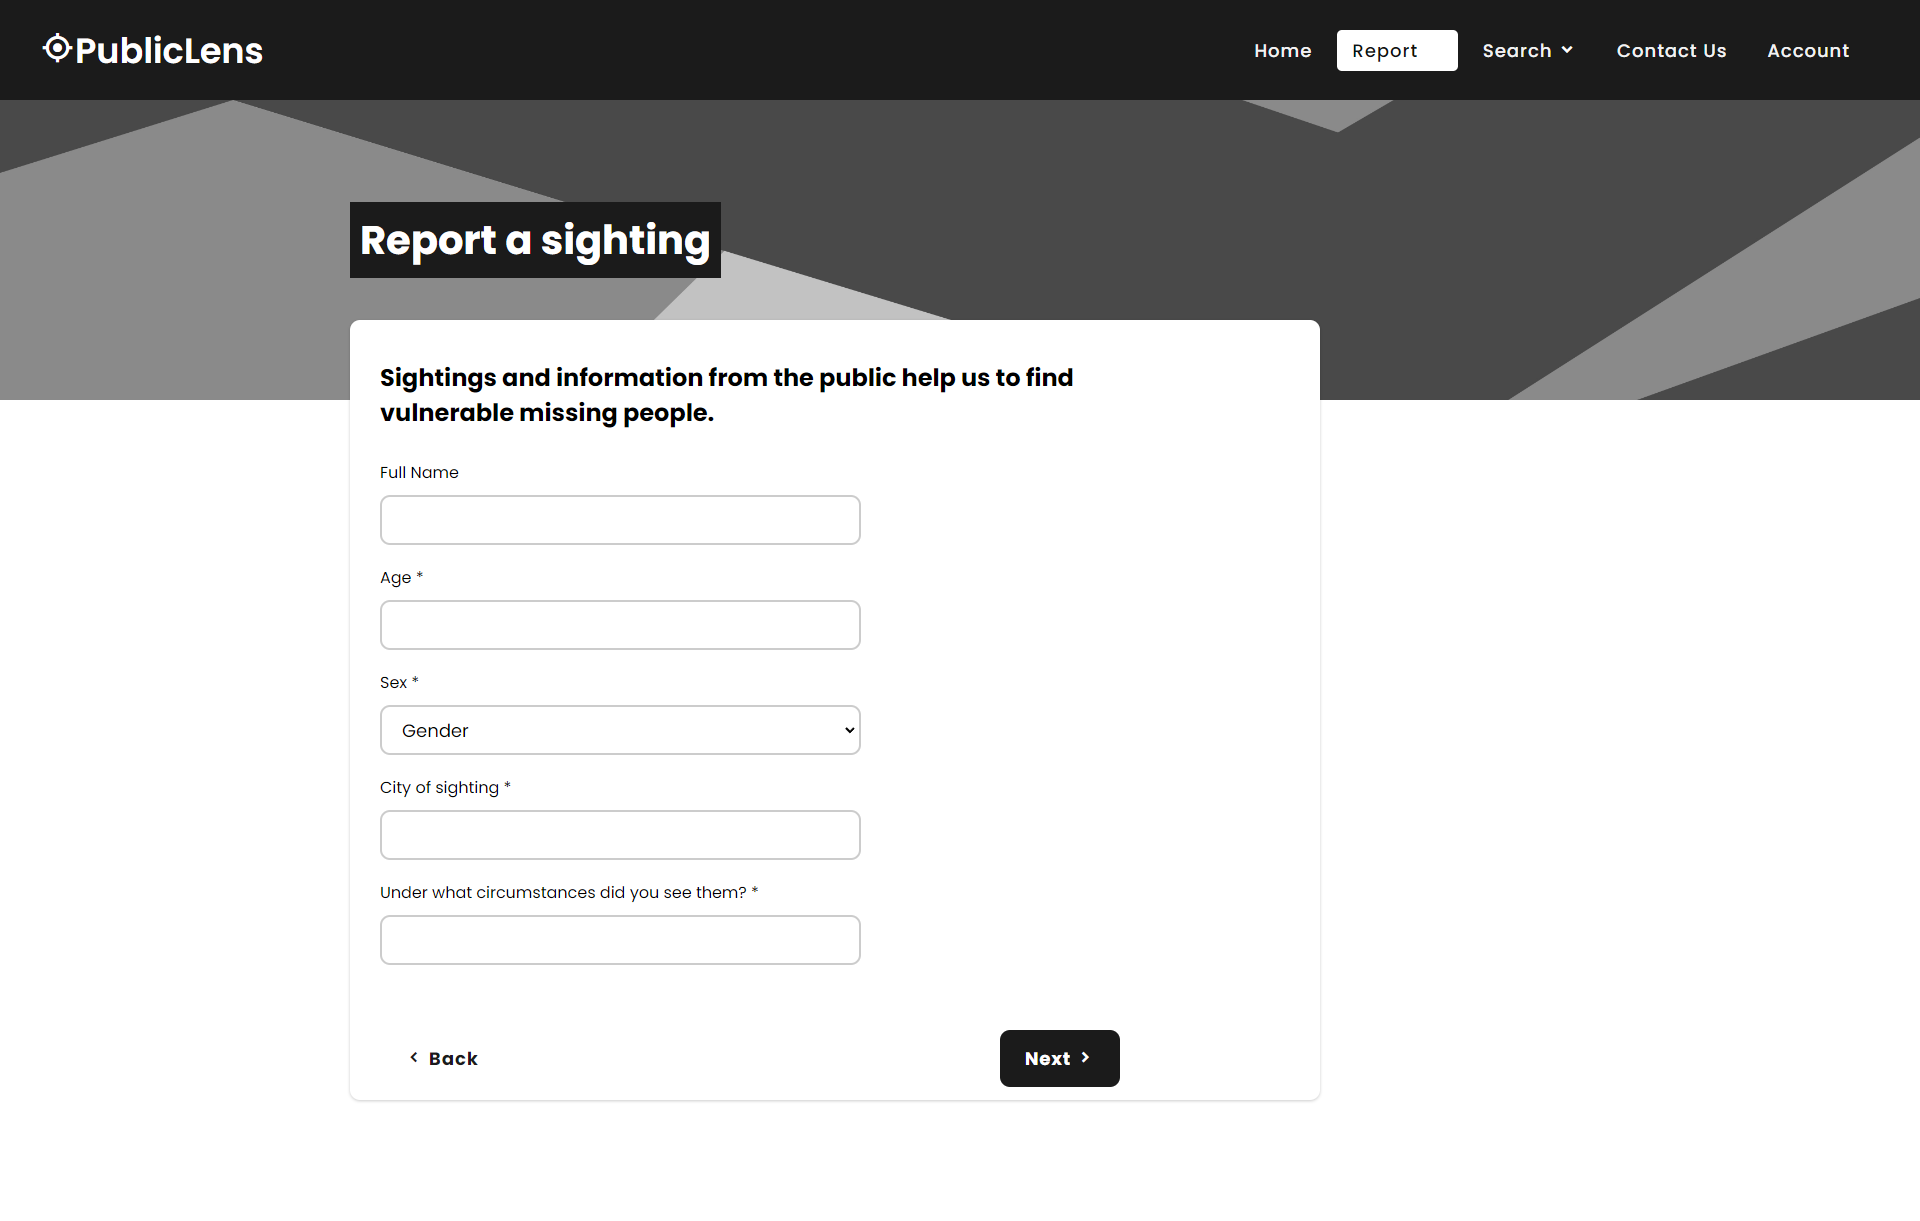 PublicLens
Home Report Search Contact Us Account
Report a sighting
Sightings and information from the public help us to find
vulnerable missing people.
Full Name
Age *
Sex *
Gender
City of sighting *
Under what circumstances did you see them? *
Back Next